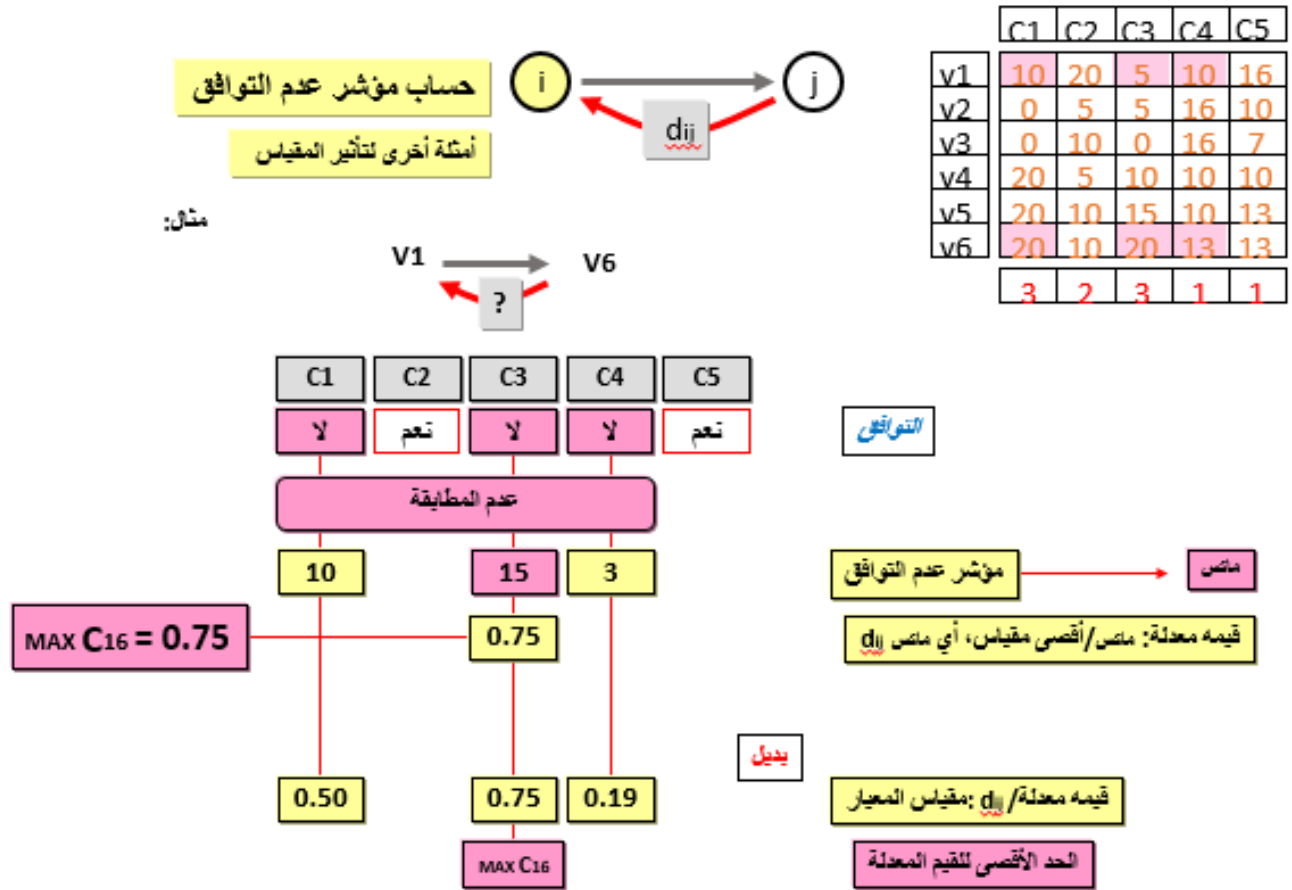 C1 C2 C3 C4 C5
v1 10 20 5 10 16
v2 0 5 5 16 10
v3 0 10 0 16 7
v4 20 5 10 10 10
v5 20 10 15 10 13
v6 20 10 20 13 13
3 2 3 1 1
حساب مؤشر عدم التوافق
i
j
dij
أمثلة أخرى لتأثير المقياس
مثال:
V1
V6
?
C1 C2 C3 C4 C5
لا نعم لا لا نعم
التوافق
عدم المطابقة
10 15 3
مؤشر عدم التوافق
ماكس
MAX C16 = 0.75
0.75
قيمه معدلة: ماكس/أقصى مقياس، أي ماكس dij
بديل
0.50 0.75 0.19
قيمه معدلة/ dij :مقياس المعيار
MAX C16
الحد الأقصى للقيم المعدلة